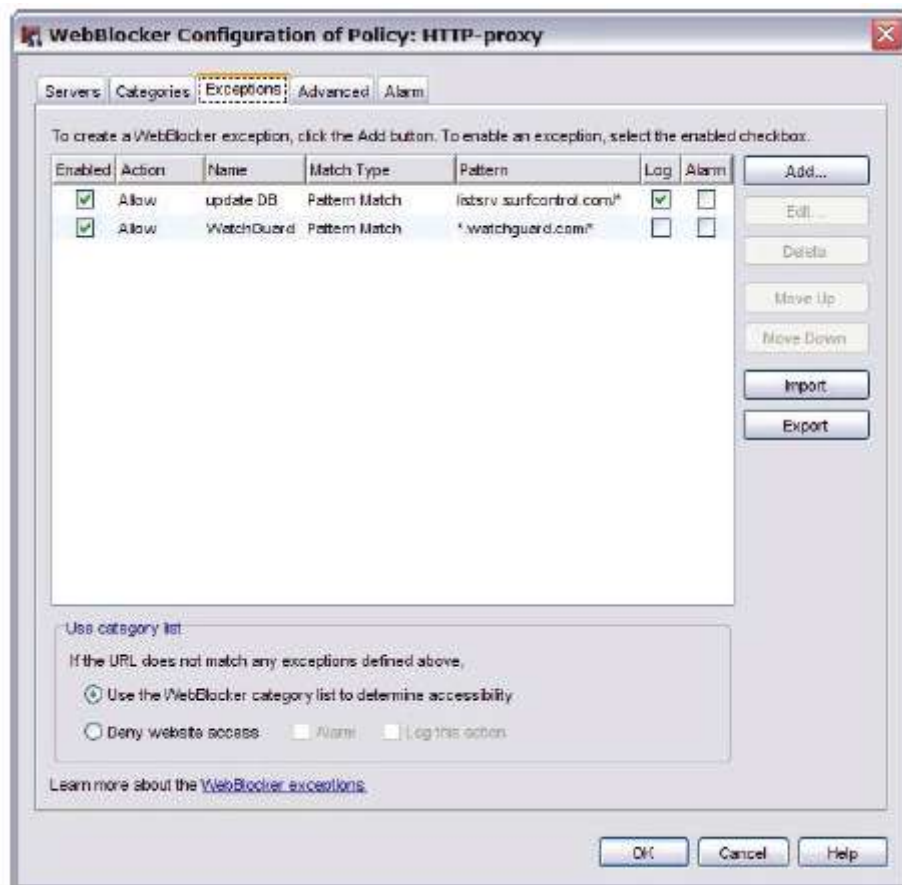 WebBlocker Configuration of Policy: HTTP-proxy
Servers Categories Exceptions Advanced Alarm
To create a WebBlocker exception, click the Add button. To enable an exception, select the enabled checkbox.
Enabled Action Name Match Type Pattern Log Alarm
Allow update DB Pattern Match listsrv.surfcontrol.com/*
Allow WatchGuard Pattern Match *.watchguard.com/*
Add...
Edit...
Delete
Move Up
Move Down
Import
Export
Use category list
If the URL does not match any exceptions defined above,
Use the WebBlocker category list to determine accessibility
Deny website access Alarm Log this action
Learn more about the WebBlocker exceptions.
OK Cancel Help